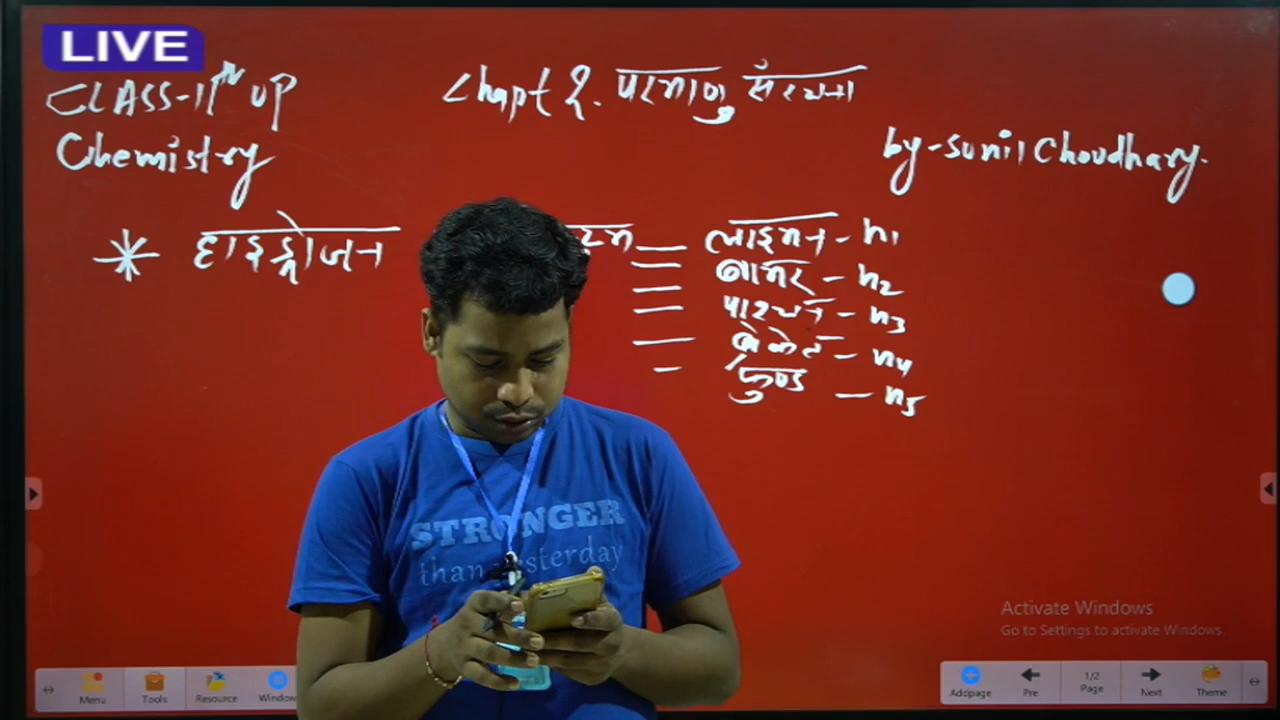 LIVE
CLASS-11th UP
Chapt 2. परमाणु संरचना
Chemistry
by-Sunil Choudhary.
हाइड्रोजन
लाइमन - n1
बामर - n2
पाश्चन - n3
ब्रेकेट - n4
फुण्ड - n5
STRONGER
than yesterday
Activate Windows
Go to Settings to activate Windows.
Menu Tools Resource Window
Addpage Pre 1/2 Page Next Theme